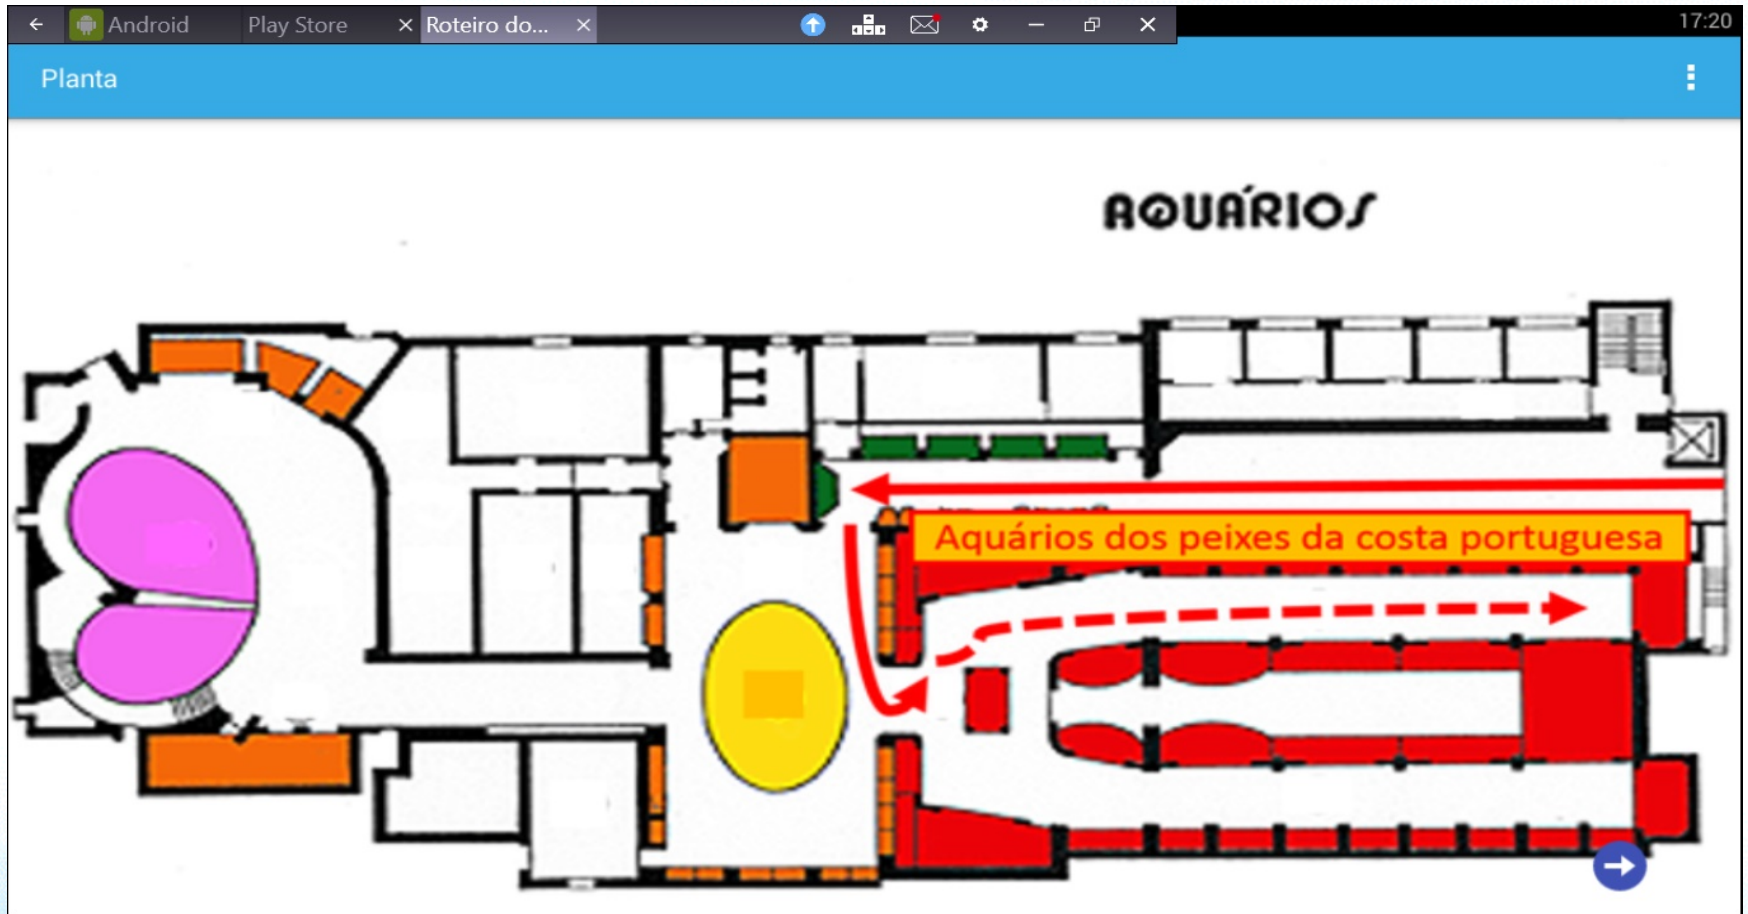 Android
Play Store
Roteiro do...
17:20
Planta
AQUÁRIOS
Aquários dos peixes da costa portuguesa